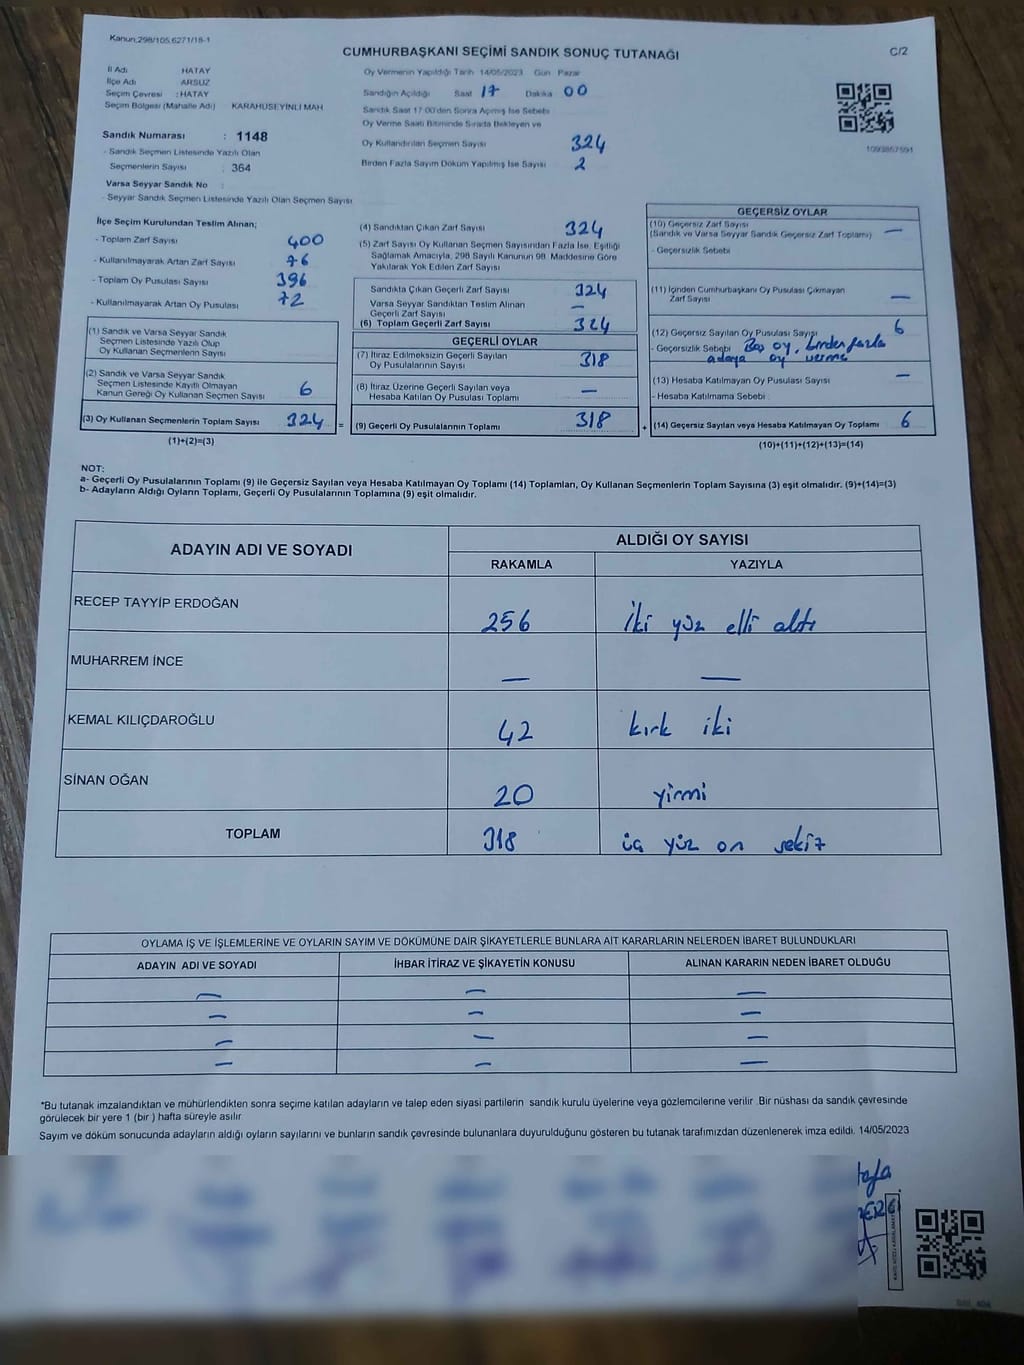 Kanun.298/105,6271/18-1
CUMHURBAŞKANI SEÇİMİ SANDIK SONUÇ TUTANAĞI
C/2
İl Adı HATAY
İlçe Adı ARSUZ
Seçim Çevresi : HATAY
Seçim Bölgesi (Mahalle Adı) KARAHÜSEYİNLİ MAH
Sandık Numarası : 1148
- Sandık Seçmen Listesinde Yazılı Olan
Seçmenlerin Sayısı : 364
Varsa Seyyar Sandık No :
- Seyyar Sandık Seçmen Listesinde Yazılı Olan Seçmen Sayısı
Oy Vermenin Yapıldığı Tarih 14/05/2023 Gün Pazar
Sandığın Açıldığı Saat 17 Dakika 00
Sandık Saat 17:00'den Sonra Açılmış İse Sebebi
Oy Verme Saati Bitiminde Sırada Bekleyen ve
Oy Kullandırılan Seçmen Sayısı 324
Birden Fazla Sayım Döküm Yapılmış İse Sayısı 2
1093857591
İlçe Seçim Kurulundan Teslim Alınan;
- Toplam Zarf Sayısı 400
- Kullanılmayarak Artan Zarf Sayısı 76
- Toplam Oy Pusulası Sayısı 396
- Kullanılmayarak Artan Oy Pusulası 72
(1) Sandık ve Varsa Seyyar Sandık
Seçmen Listesinde Yazılı Olup
Oy Kullanan Seçmenlerin Sayısı
(2) Sandık ve Varsa Seyyar Sandık
Seçmen Listesinde Kayıtlı Olmayan
Kanun Gereği Oy Kullanan Seçmen Sayısı 6
(3) Oy Kullanan Seçmenlerin Toplam Sayısı 324 =
(1)+(2)=(3)
(4) Sandıktan Çıkan Zarf Sayısı 324
(5) Zarf Sayısı Oy Kullanan Seçmen Sayısından Fazla İse, Eşitliği
Sağlamak Amacıyla, 298 Sayılı Kanunun 98. Maddesine Göre
Yakılarak Yok Edilen Zarf Sayısı
Sandıkta Çıkan Geçerli Zarf Sayısı 324
Varsa Seyyar Sandıktan Teslim Alınan
Geçerli Zarf Sayısı —
(6) Toplam Geçerli Zarf Sayısı 324
GEÇERLİ OYLAR
(7) İtiraz Edilmeksizin Geçerli Sayılan
Oy Pusulalarının Sayısı 318
(8) İtiraz Üzerine Geçerli Sayılan veya
Hesaba Katılan Oy Pusulası Toplamı —
(9) Geçerli Oy Pusulalarının Toplamı 318 +
GEÇERSİZ OYLAR
(10) Geçersiz Zarf Sayısı
(Sandık ve Varsa Seyyar Sandık Geçersiz Zarf Toplamı) —
- Geçersizlik Sebebi
(11) İçinden Cumhurbaşkanı Oy Pusulası Çıkmayan
Zarf Sayısı —
(12) Geçersiz Sayılan Oy Pusulası Sayısı 6
- Geçersizlik Sebebi Boş oy, birden fazla
adaya oy verme
(13) Hesaba Katılmayan Oy Pusulası Sayısı —
- Hesaba Katılmama Sebebi
(14) Geçersiz Sayılan veya Hesaba Katılmayan Oy Toplamı 6
(10)+(11)+(12)+(13)=(14)
NOT:
a- Geçerli Oy Pusulalarının Toplamı (9) ile Geçersiz Sayılan veya Hesaba Katılmayan Oy Toplamı (14) Toplamları, Oy Kullanan Seçmenlerin Toplam Sayısına (3) eşit olmalıdır. (9)+(14)=(3)
b- Adayların Aldığı Oyların Toplamı, Geçerli Oy Pusulalarının Toplamına (9) eşit olmalıdır.
ADAYIN ADI VE SOYADI
ALDIĞI OY SAYISI
RAKAMLA YAZIYLA
RECEP TAYYİP ERDOĞAN 256 iki yüz elli altı
MUHARREM İNCE — —
KEMAL KILIÇDAROĞLU 42 kırk iki
SİNAN OĞAN 20 yirmi
TOPLAM 318 üç yüz on sekiz
OYLAMA İŞ VE İŞLEMLERİNE VE OYLARIN SAYIM VE DÖKÜMÜNE DAİR ŞİKAYETLERLE BUNLARA AİT KARARLARIN NELERDEN İBARET BULUNDUKLARI
ADAYIN ADI VE SOYADI İHBAR İTİRAZ VE ŞİKAYETİN KONUSU ALINAN KARARIN NEDEN İBARET OLDUĞU
— — —
— — —
— — —
— — —
*Bu tutanak imzalandıktan ve mühürlendikten sonra seçime katılan adayların ve talep eden siyasi partilerin sandık kurulu üyelerine veya gözlemcilerine verilir. Bir nüshası da sandık çevresinde
görülecek bir yere 1 (bir ) hafta süreyle asılır.
Sayım ve döküm sonucunda adayların aldığı oyların sayılarını ve bunların sandık çevresinde bulunanlara duyurulduğunu gösteren bu tutanak tarafımızdan düzenlenerek imza edildi. 14/05/2023